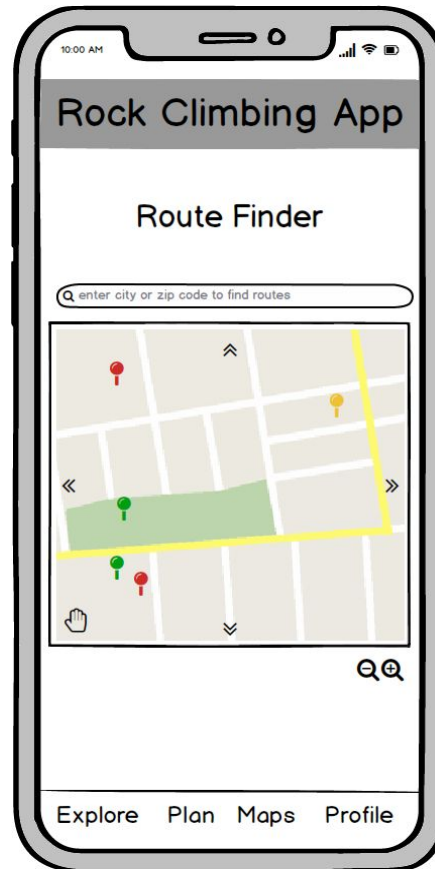 10:00 AM
Rock Climbing App
Route Finder
enter city or zip code to find routes
Explore Plan Maps Profile